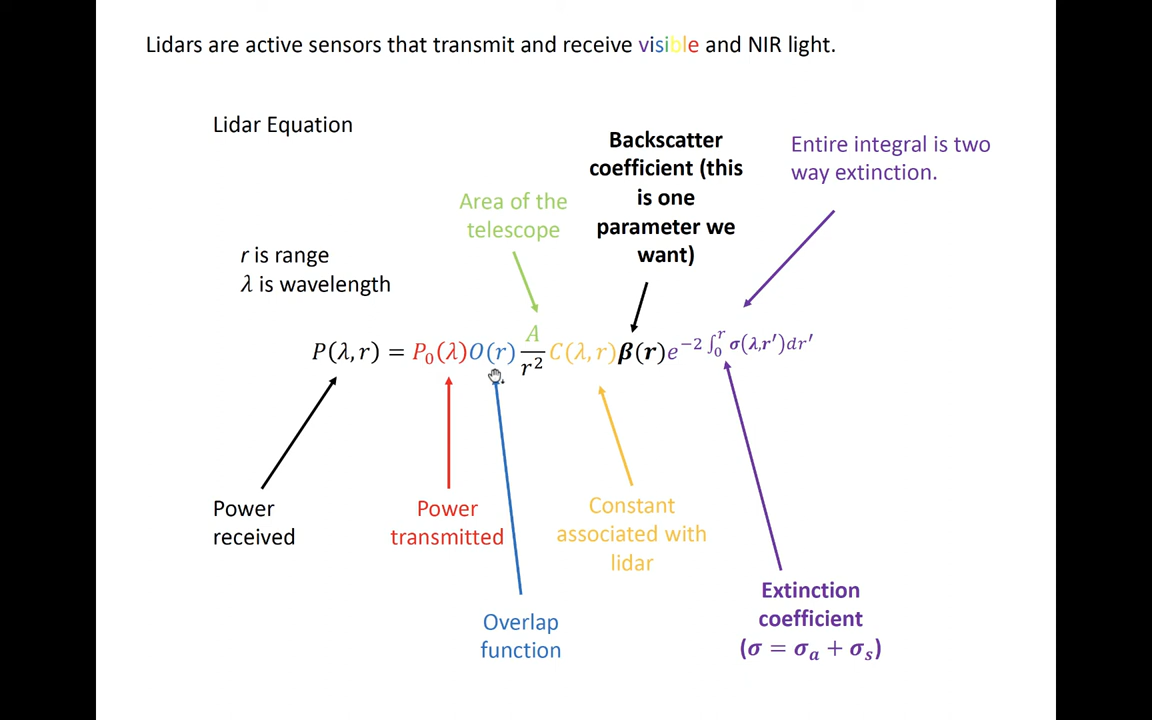 Lidars are active sensors that transmit and receive visible and NIR light.
Lidar Equation
Backscatter
coefficient (this
is one
parameter we
want)
Entire integral is two
way extinction.
Area of the
telescope
r is range
λ is wavelength
P(λ, r) = P₀(λ)O(r) A/r² C(λ, r)β(r)e^{−2 ∫₀ʳ σ(λ,r′)dr′}
Power
received
Power
transmitted
Constant
associated with
lidar
Overlap
function
Extinction
coefficient
(σ = σₐ + σₛ)